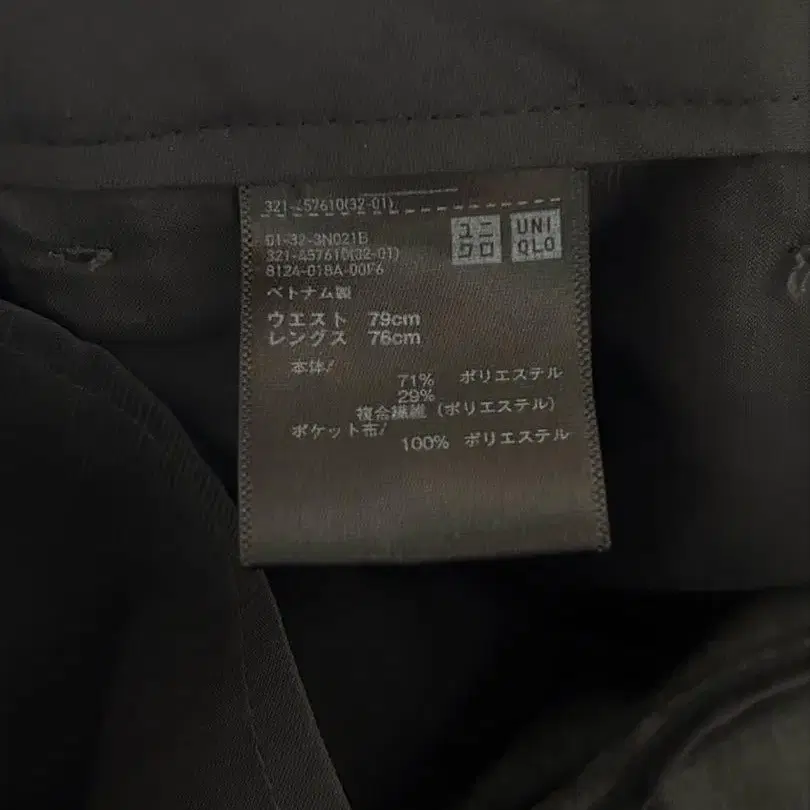 321-457610(32-01)
ユニクロ
UNIQLO
01-32-3N021B
321-457610(32-01)
8124-018A-00F6
ベトナム製
ウエスト 79cm
レングス 76cm
本体/
71% ポリエステル
29%
複合繊維 (ポリエステル)
ポケット布/
100% ポリエステル